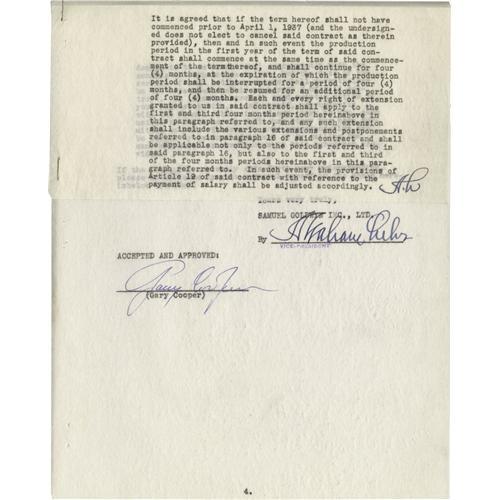 It is agreed that if the term hereof shall not have
commenced prior to April 1, 1937 (and the undersign-
ed does not elect to cancel said contract as therein
provided), then and in such event the production
period in the first year of the term of said con-
tract shall commence at the same time as the commence-
ment of the term thereof, and shall continue for four
(4) months, at the expiration of which the production
period shall be interrupted for a period of four (4)
months, and then be resumed for an additional period
of four (4) months. Each and every right of extension
granted to us in said contract shall apply to the
first and third four month period hereinabove in
this paragraph referred to, and any such extension
shall include the various extensions and postponements
referred to in paragraph 16 of said contract and shall
be applicable not only to the periods referred to in
said paragraph 16, but also to the first and third
of the four months periods hereinabove in this para-
graph referred to. In such event, the provisions of
Article 19 of said contract with reference to the
payment of salary shall be adjusted accordingly. A.L
Yours very truly,
SAMUEL GOLDWYN INC., LTD.
By Abraham Lehr
VICE-PRESIDENT
ACCEPTED AND APPROVED:
Gary Cooper
(Gary Cooper)
4.